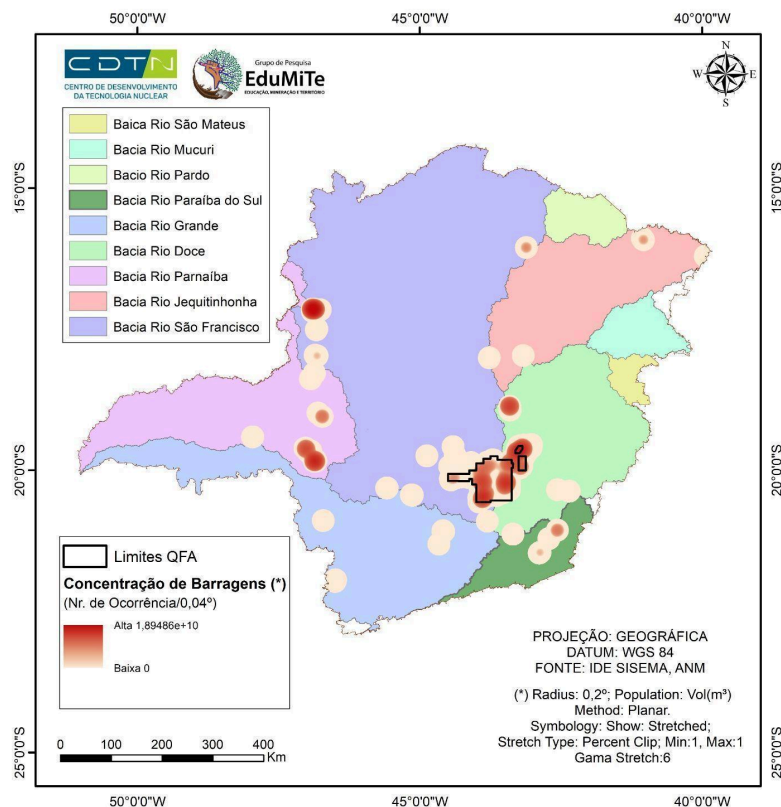 50°0'0"W 45°0'0"W 40°0'0"W
CDTN
CENTRO DE DESENVOLVIMENTO
DA TECNOLOGIA NUCLEAR
Grupo de Pesquisa
EduMiTe
EDUCAÇÃO, MINERAÇÃO E TERRITÓRIO
N
W E
S
Baica Rio São Mateus
Bacia Rio Mucuri
Bacio Rio Pardo
Bacia Rio Paraíba do Sul
Bacia Rio Grande
Bacia Rio Doce
Bacia Rio Parnaíba
Bacia Rio Jequitinhonha
Bacia Rio São Francisco
15°0'0"S 15°0'0"S
20°0'0"S 20°0'0"S
Limites QFA
Concentração de Barragens (*)
(Nr. de Ocorrência/0,04º)
Alta 1,89486e+10
Baixa 0
PROJEÇÃO: GEOGRÁFICA
DATUM: WGS 84
FONTE: IDE SISEMA, ANM
(*) Radius: 0,2º; Population: Vol(m³)
Method: Planar.
Symbology: Show: Stretched;
Stretch Type: Percent Clip; Min:1, Max:1
Gama Stretch:6
0 100 200 300 400
Km
25°0'0"S 25°0'0"S
50°0'0"W 45°0'0"W 40°0'0"W